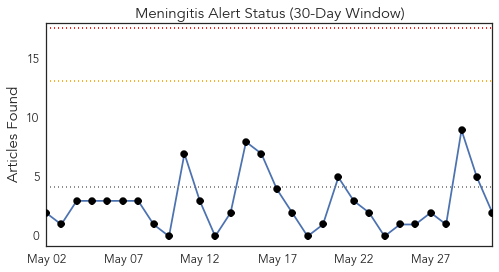 Meningitis Alert Status (30-Day Window)
Articles Found
15
10
5
0
May 02 May 07 May 12 May 17 May 22 May 27